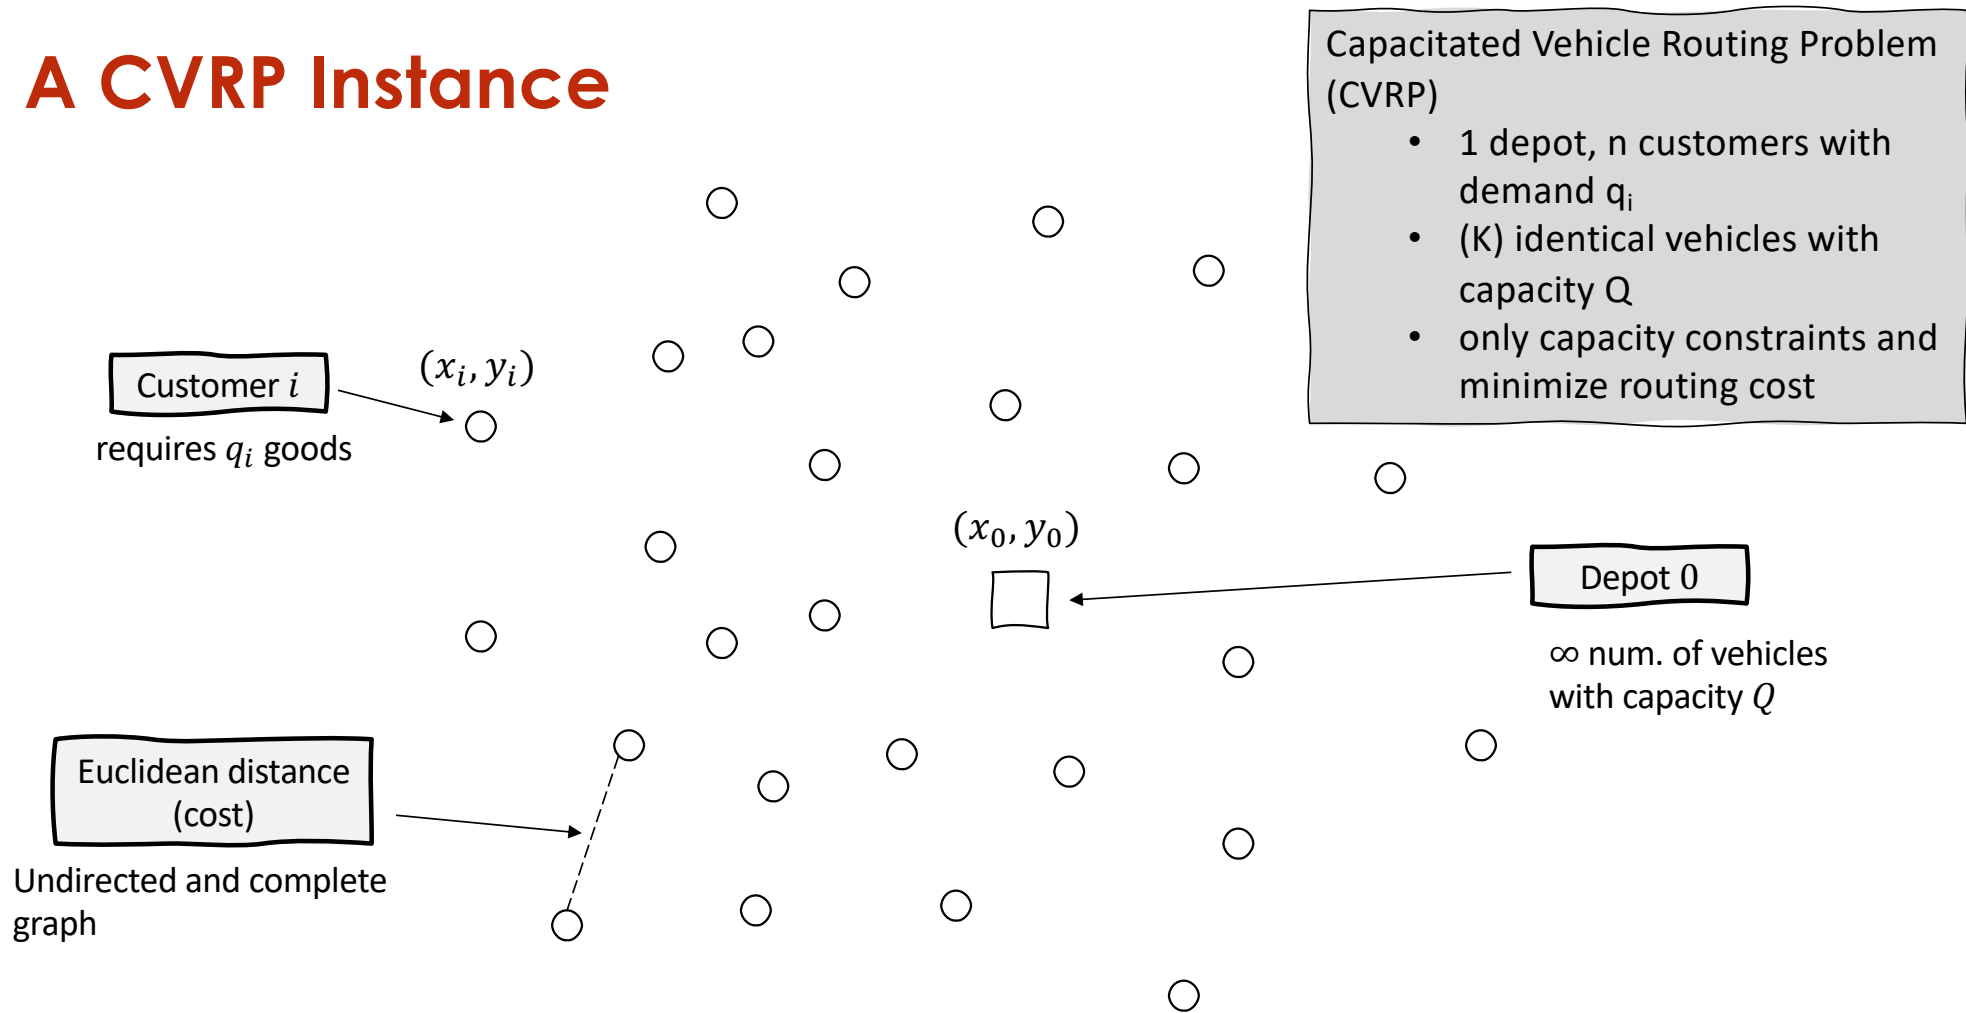 A CVRP Instance
Capacitated Vehicle Routing Problem
(CVRP)
• 1 depot, n customers with
demand qᵢ
• (K) identical vehicles with
capacity Q
• only capacity constraints and
minimize routing cost
Customer i
(xᵢ, yᵢ)
requires qᵢ goods
(x₀, y₀)
Depot 0
∞ num. of vehicles
with capacity Q
Euclidean distance
(cost)
Undirected and complete
graph